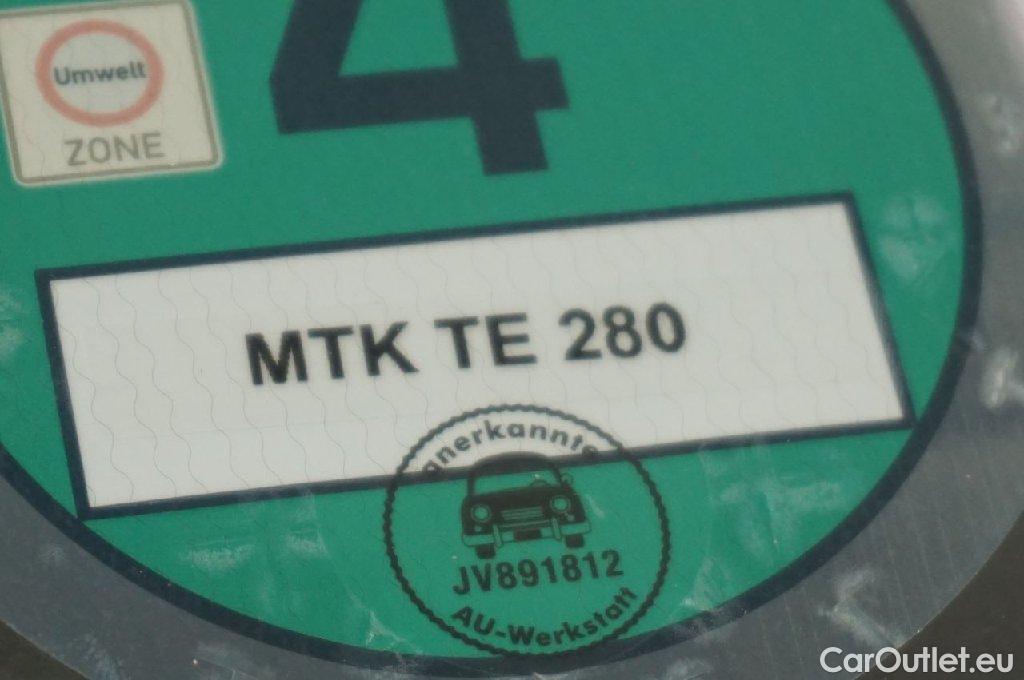 4
Umwelt
ZONE
MTK TE 280
anerkannte
JV891812
AU-Werkstatt
CarOutlet.eu